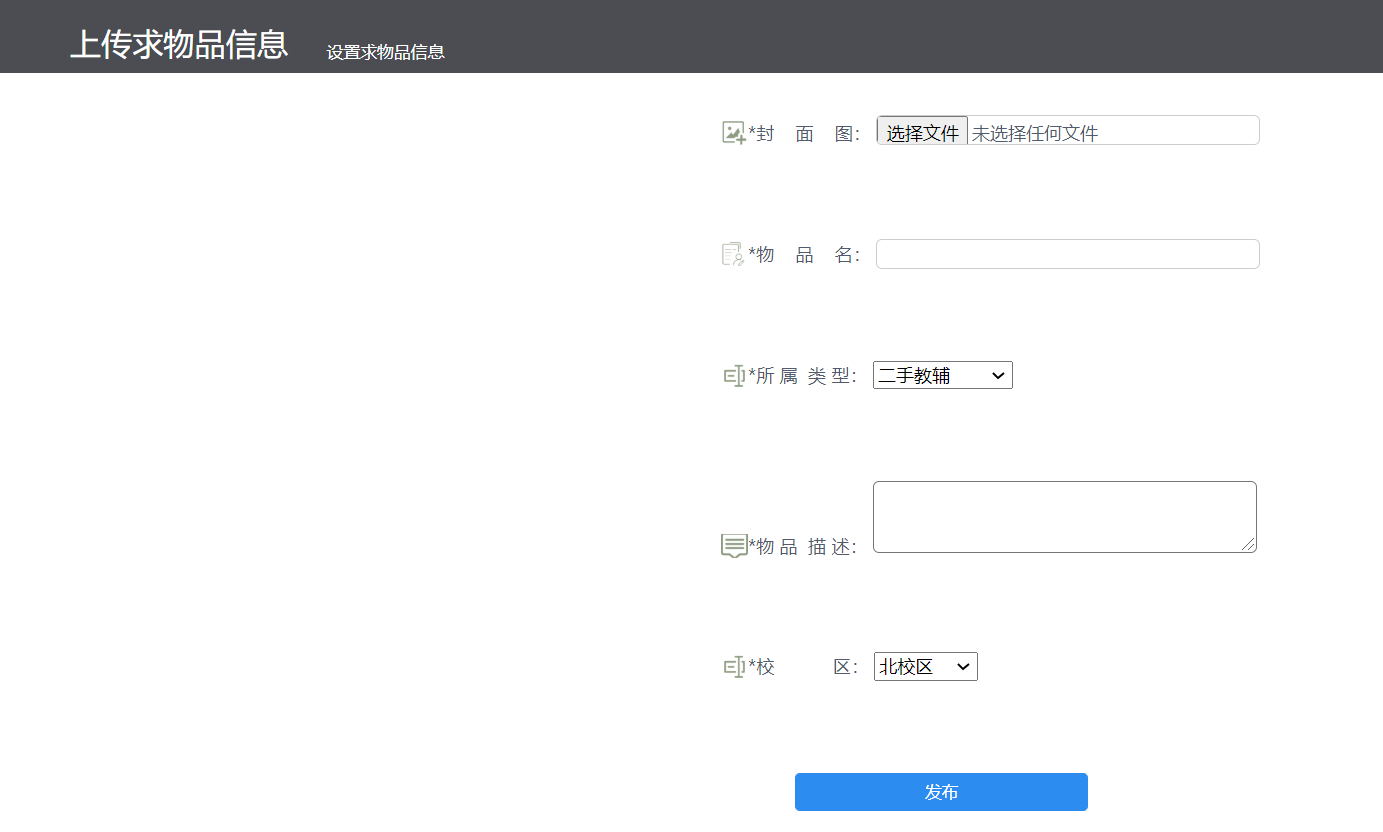 上传求物品信息 设置求物品信息
*封 面 图： 选择文件 未选择任何文件
*物 品 名：
*所 属 类 型： 二手教辅
*物 品 描 述：
*校 区： 北校区
发布